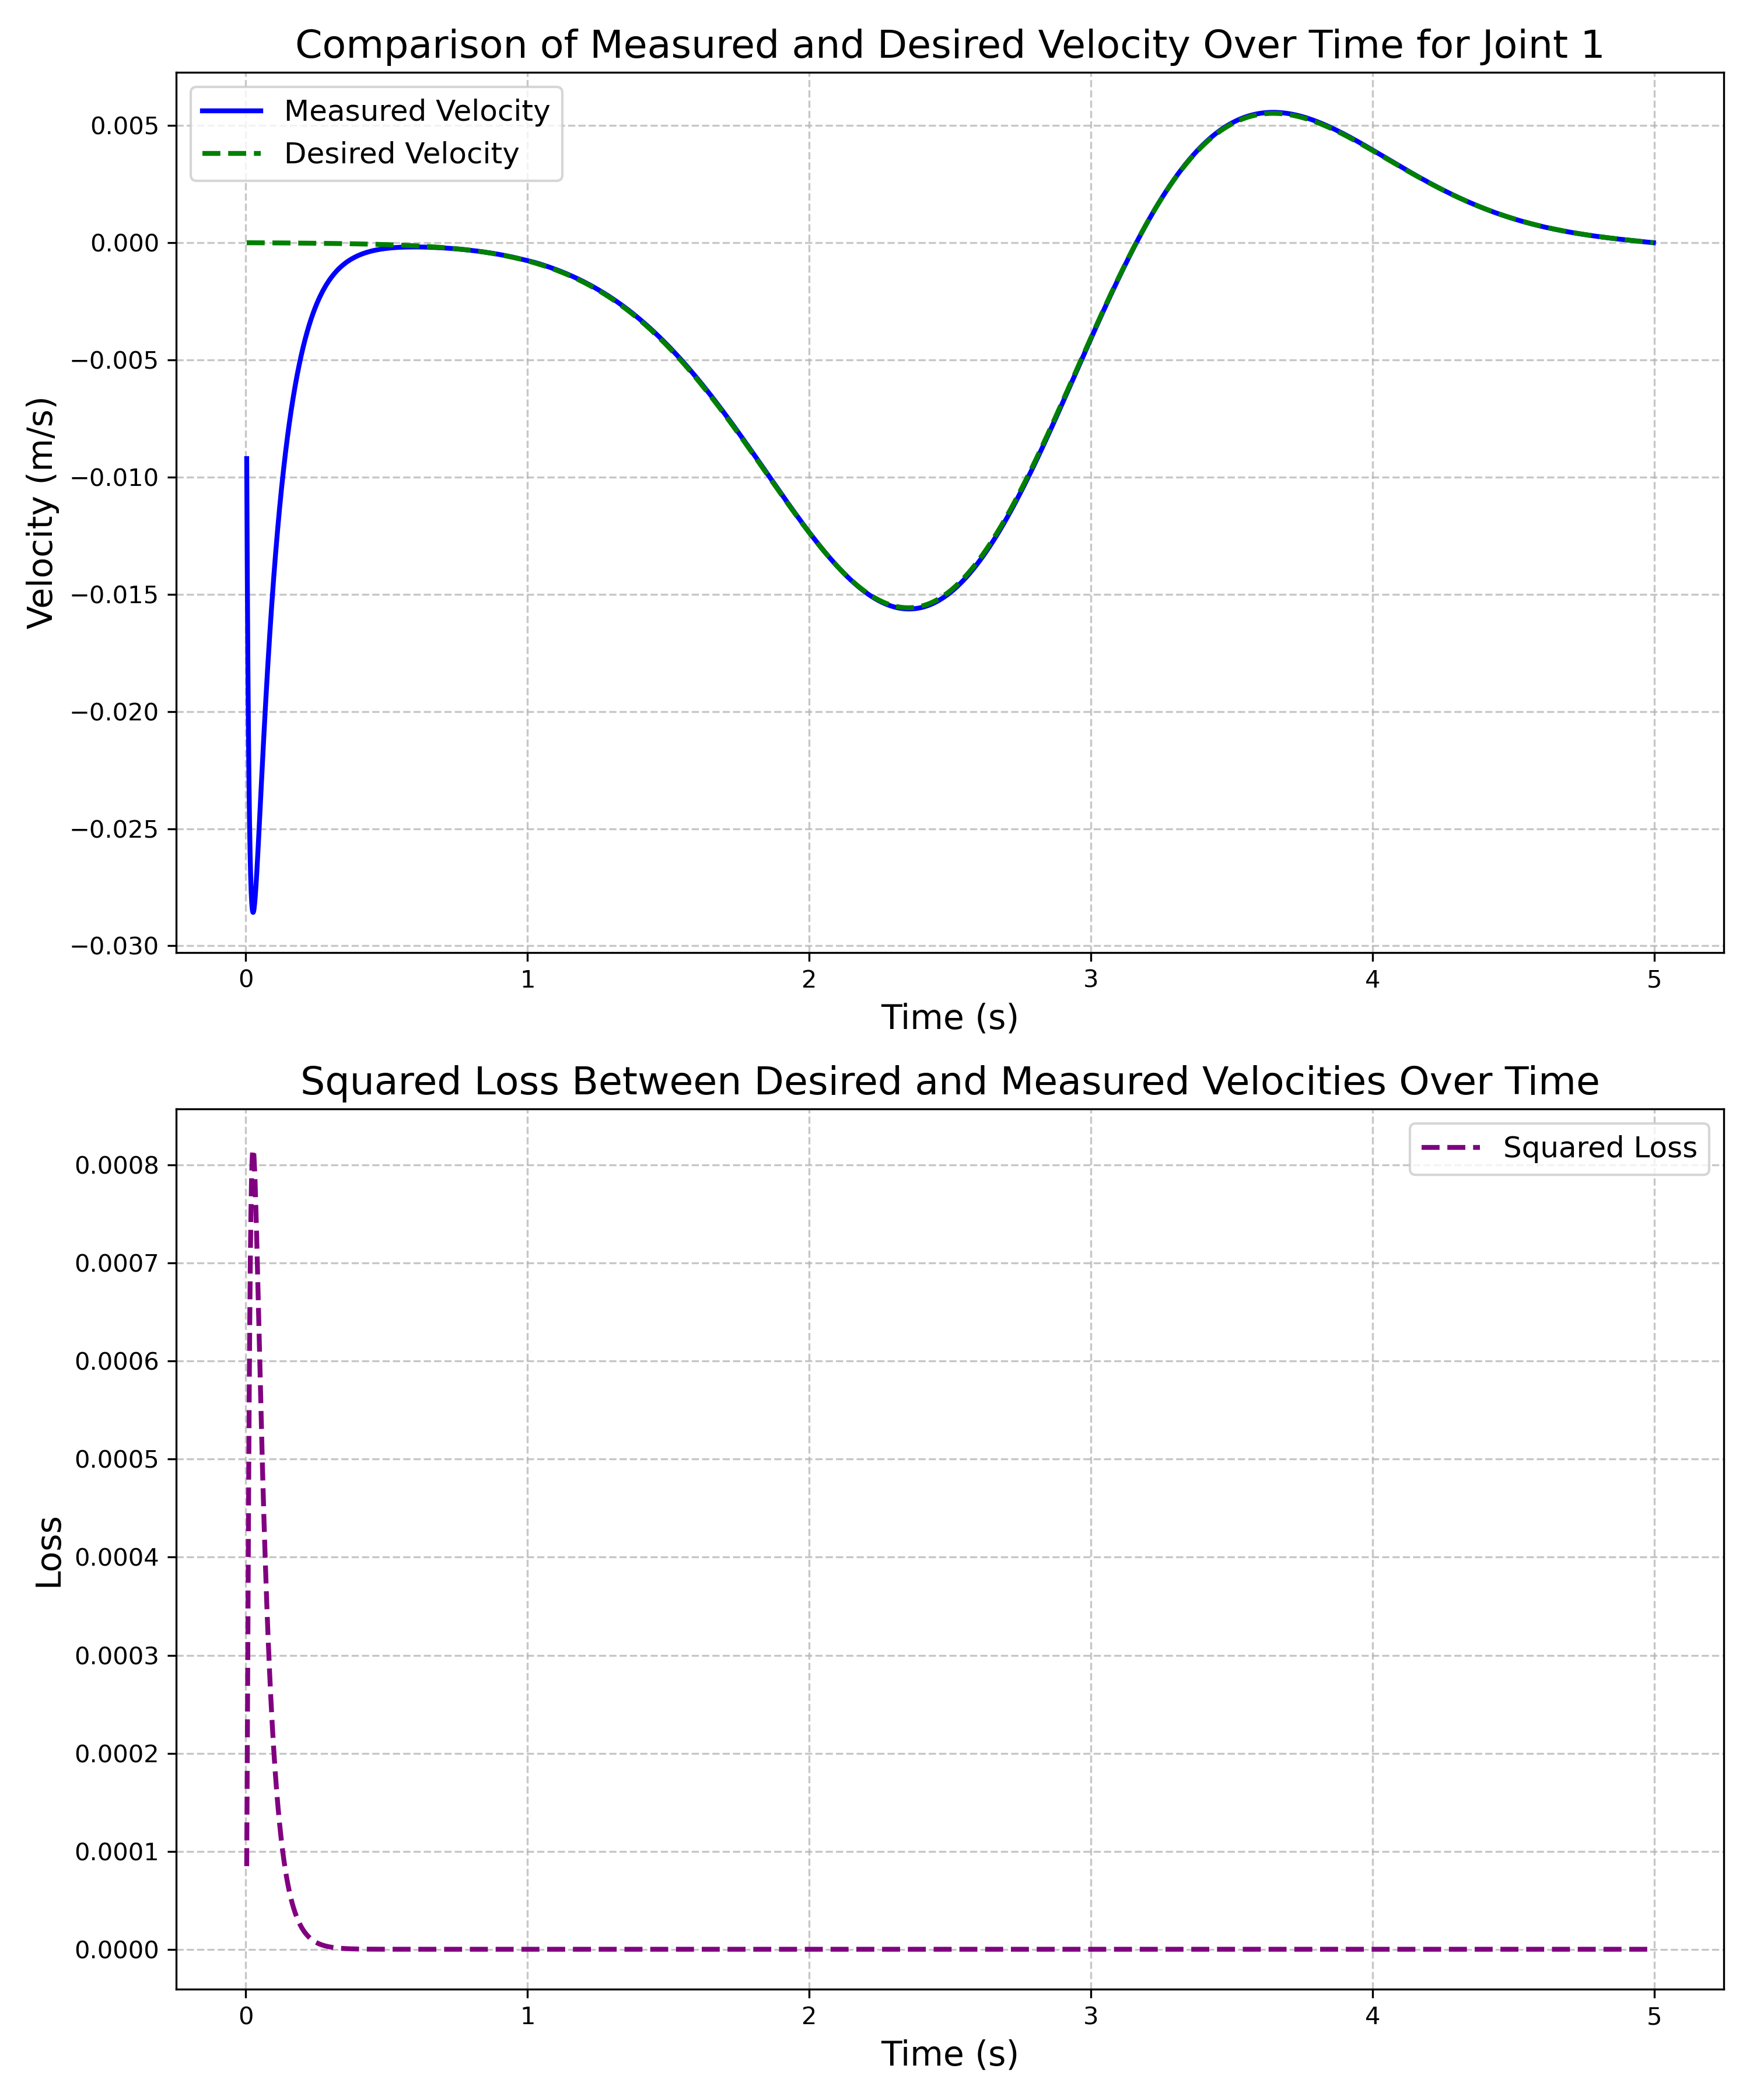 Comparison of Measured and Desired Velocity Over Time for Joint 1
Measured Velocity
Desired Velocity
0.005
0.000
−0.005
−0.010
−0.015
−0.020
−0.025
−0.030
Velocity (m/s)
0 1 2 3 4 5
Time (s)
Squared Loss Between Desired and Measured Velocities Over Time
Squared Loss
0.0008
0.0007
0.0006
0.0005
0.0004
0.0003
0.0002
0.0001
0.0000
Loss
0 1 2 3 4 5
Time (s)